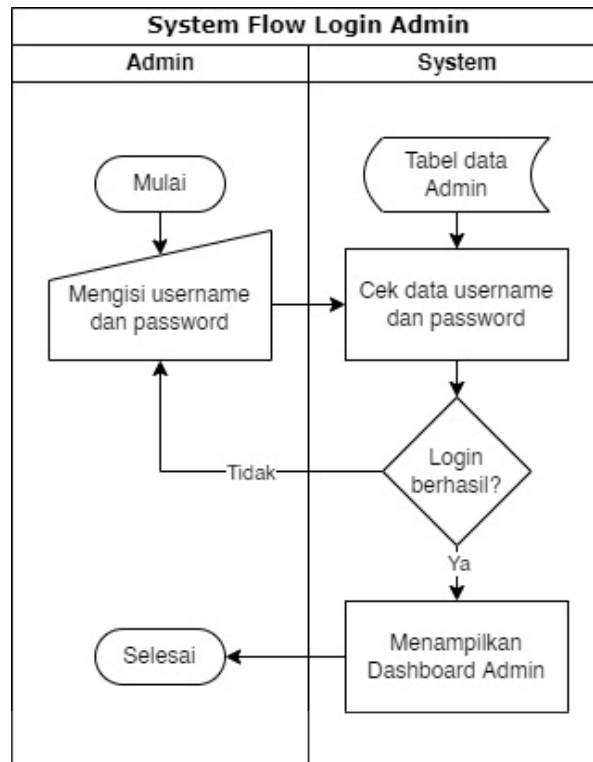 System Flow Login Admin
Admin
System
Mulai
Tabel data
Admin
Mengisi username
dan password
Cek data username
dan password
Login
berhasil?
Tidak
Ya
Menampilkan
Dashboard Admin
Selesai